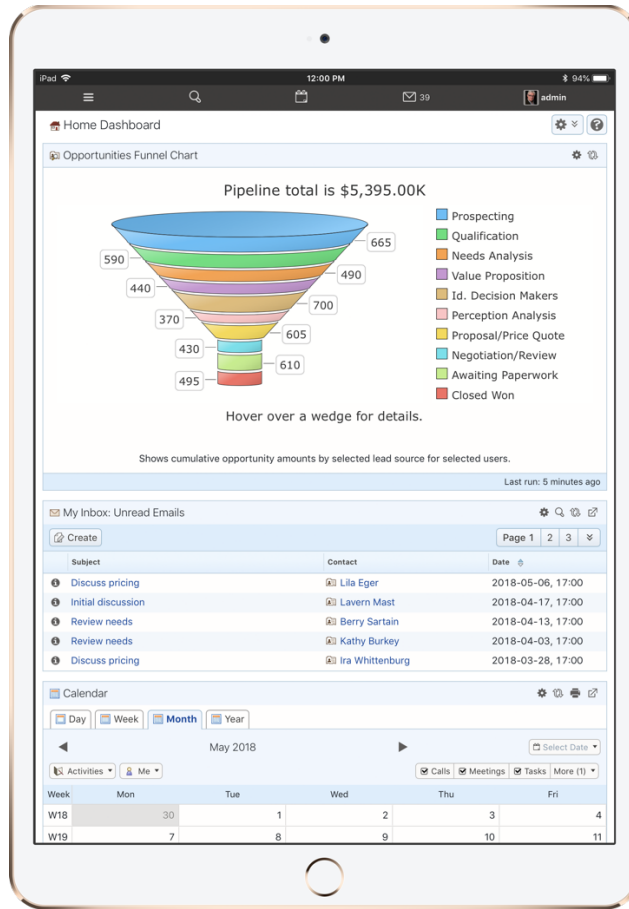 iPad 12:00 PM 94%
39 admin
Home Dashboard
Opportunities Funnel Chart
Pipeline total is $5,395.00K
665
590
490
440
700
370
605
430
610
495
Prospecting
Qualification
Needs Analysis
Value Proposition
Id. Decision Makers
Perception Analysis
Proposal/Price Quote
Negotiation/Review
Awaiting Paperwork
Closed Won
Hover over a wedge for details.
Shows cumulative opportunity amounts by selected lead source for selected users.
Last run: 5 minutes ago
My Inbox: Unread Emails
Create Page 1 2 3
Subject Contact Date
Discuss pricing Lila Eger 2018-05-06, 17:00
Initial discussion Lavern Mast 2018-04-17, 17:00
Review needs Berry Sartain 2018-04-13, 17:00
Review needs Kathy Burkey 2018-04-03, 17:00
Discuss pricing Ira Whittenburg 2018-03-28, 17:00
Calendar
Day Week Month Year
May 2018 Select Date
Activities Me Calls Meetings Tasks More (1)
Week Mon Tue Wed Thu Fri
W18 30 1 2 3 4
W19 7 8 9 10 11